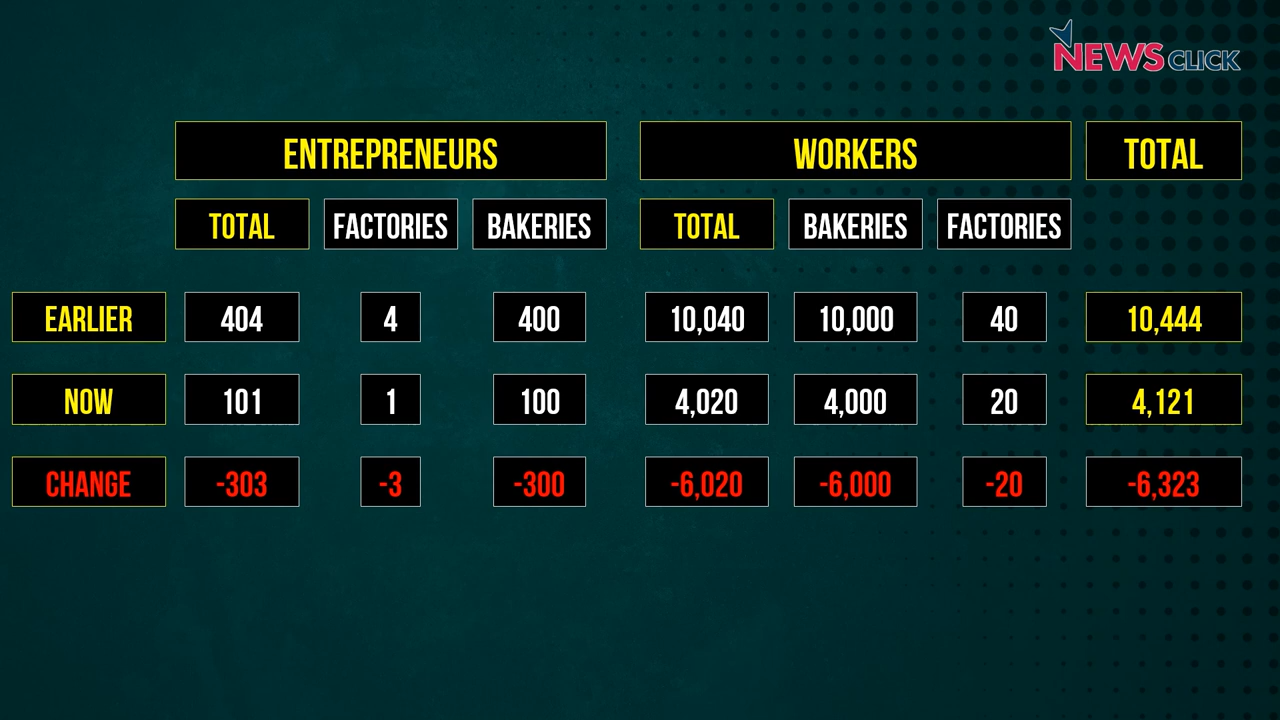 NEWSCLICK
ENTREPRENEURS WORKERS TOTAL
TOTAL FACTORIES BAKERIES TOTAL BAKERIES FACTORIES
EARLIER 404 4 400 10,040 10,000 40 10,444
NOW 101 1 100 4,020 4,000 20 4,121
CHANGE -303 -3 -300 -6,020 -6,000 -20 -6,323